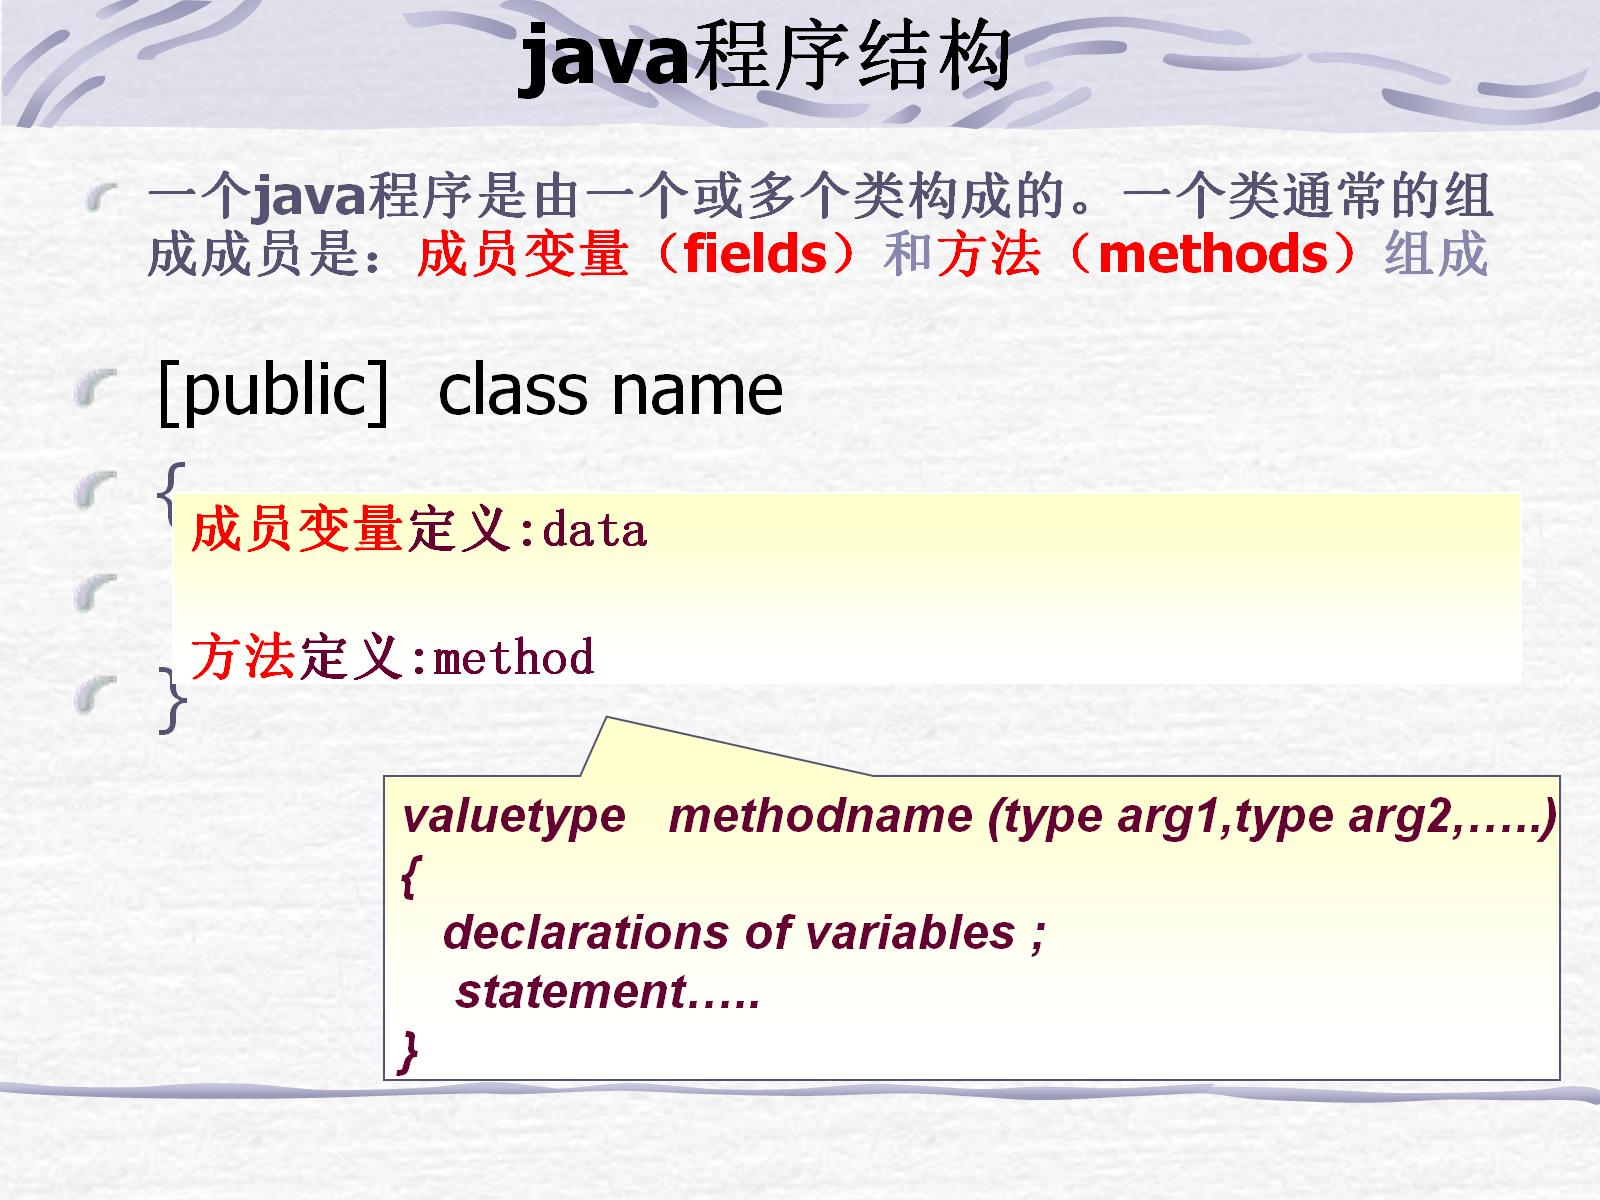 java程序结构
一个java程序是由一个或多个类构成的。一个类通常的组
成成员是：成员变量（fields）和方法（methods）组成
[public]  class name
{
成员变量定义:data
方法定义:method
}
valuetype   methodname (type arg1,type arg2,…..)
{
declarations of variables ;
statement…..
}